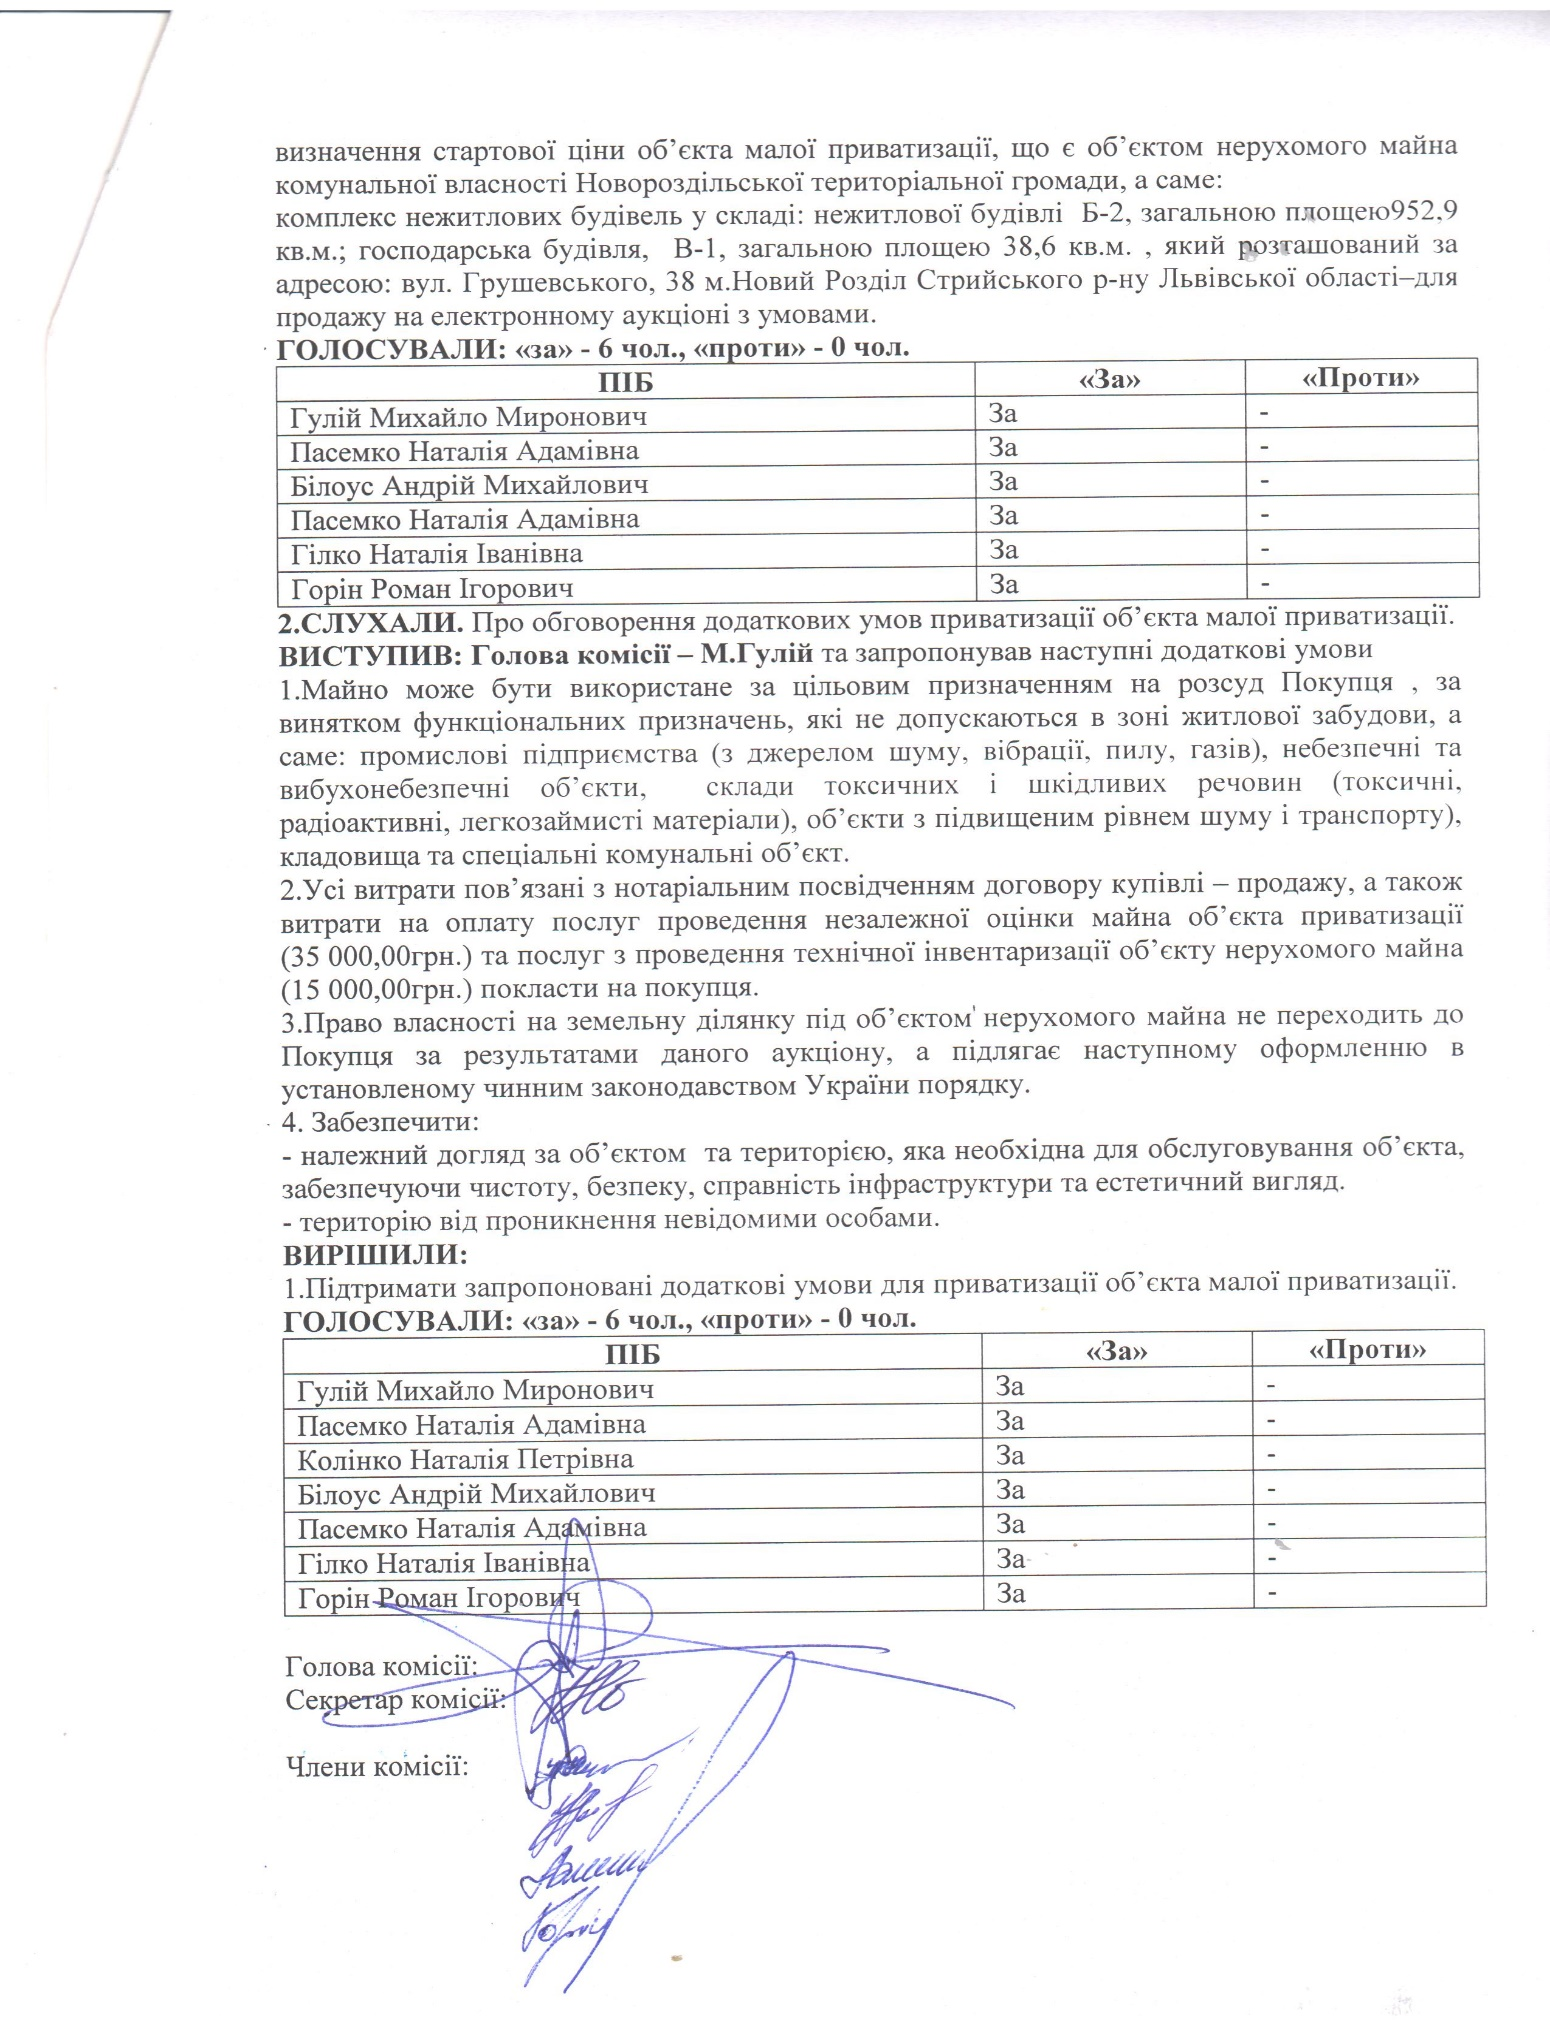 визначення стартової ціни об’єкта малої приватизації, що є об’єктом нерухомого майна
комунальної власності Новороздільської територіальної громади, а саме:
комплекс нежитлових будівель у складі: нежитлової будівлі Б-2, загальною площею952,9
кв.м.; господарська будівля, В-1, загальною площею 38,6 кв.м. , який розташований за
адресою: вул. Грушевського, 38 м.Новий Розділ Стрийського р-ну Львівської області–для
продажу на електронному аукціоні з умовами.
ГОЛОСУВАЛИ: «за» - 6 чол., «проти» - 0 чол.
ПІБ «За» «Проти»
Гулій Михайло Миронович За -
Пасемко Наталія Адамівна За -
Білоус Андрій Михайлович За -
Пасемко Наталія Адамівна За -
Гілко Наталія Іванівна За -
Горін Роман Ігорович За -
2.СЛУХАЛИ. Про обговорення додаткових умов приватизації об’єкта малої приватизації.
ВИСТУПИВ: Голова комісії – М.Гулій та запропонував наступні додаткові умови
1.Майно може бути використане за цільовим призначенням на розсуд Покупця , за
винятком функціональних призначень, які не допускаються в зоні житлової забудови, а
саме: промислові підприємства (з джерелом шуму, вібрації, пилу, газів), небезпечні та
вибухонебезпечні об’єкти, склади токсичних і шкідливих речовин (токсичні,
радіоактивні, легкозаймисті матеріали), об’єкти з підвищеним рівнем шуму і транспорту),
кладовища та спеціальні комунальні об’єкт.
2.Усі витрати пов’язані з нотаріальним посвідченням договору купівлі – продажу, а також
витрати на оплату послуг проведення незалежної оцінки майна об’єкта приватизації
(35 000,00грн.) та послуг з проведення технічної інвентаризації об’єкту нерухомого майна
(15 000,00грн.) покласти на покупця.
3.Право власності на земельну ділянку під об’єктом нерухомого майна не переходить до
Покупця за результатами даного аукціону, а підлягає наступному оформленню в
установленому чинним законодавством України порядку.
4. Забезпечити:
- належний догляд за об’єктом та територією, яка необхідна для обслуговування об’єкта,
забезпечуючи чистоту, безпеку, справність інфраструктури та естетичний вигляд.
- територію від проникнення невідомими особами.
ВИРІШИЛИ:
1.Підтримати запропоновані додаткові умови для приватизації об’єкта малої приватизації.
ГОЛОСУВАЛИ: «за» - 6 чол., «проти» - 0 чол.
ПІБ «За» «Проти»
Гулій Михайло Миронович За -
Пасемко Наталія Адамівна За -
Колінко Наталія Петрівна За -
Білоус Андрій Михайлович За -
Пасемко Наталія Адамівна За -
Гілко Наталія Іванівна За -
Горін Роман Ігорович За -
Голова комісії:
Секретар комісії:
Члени комісії: